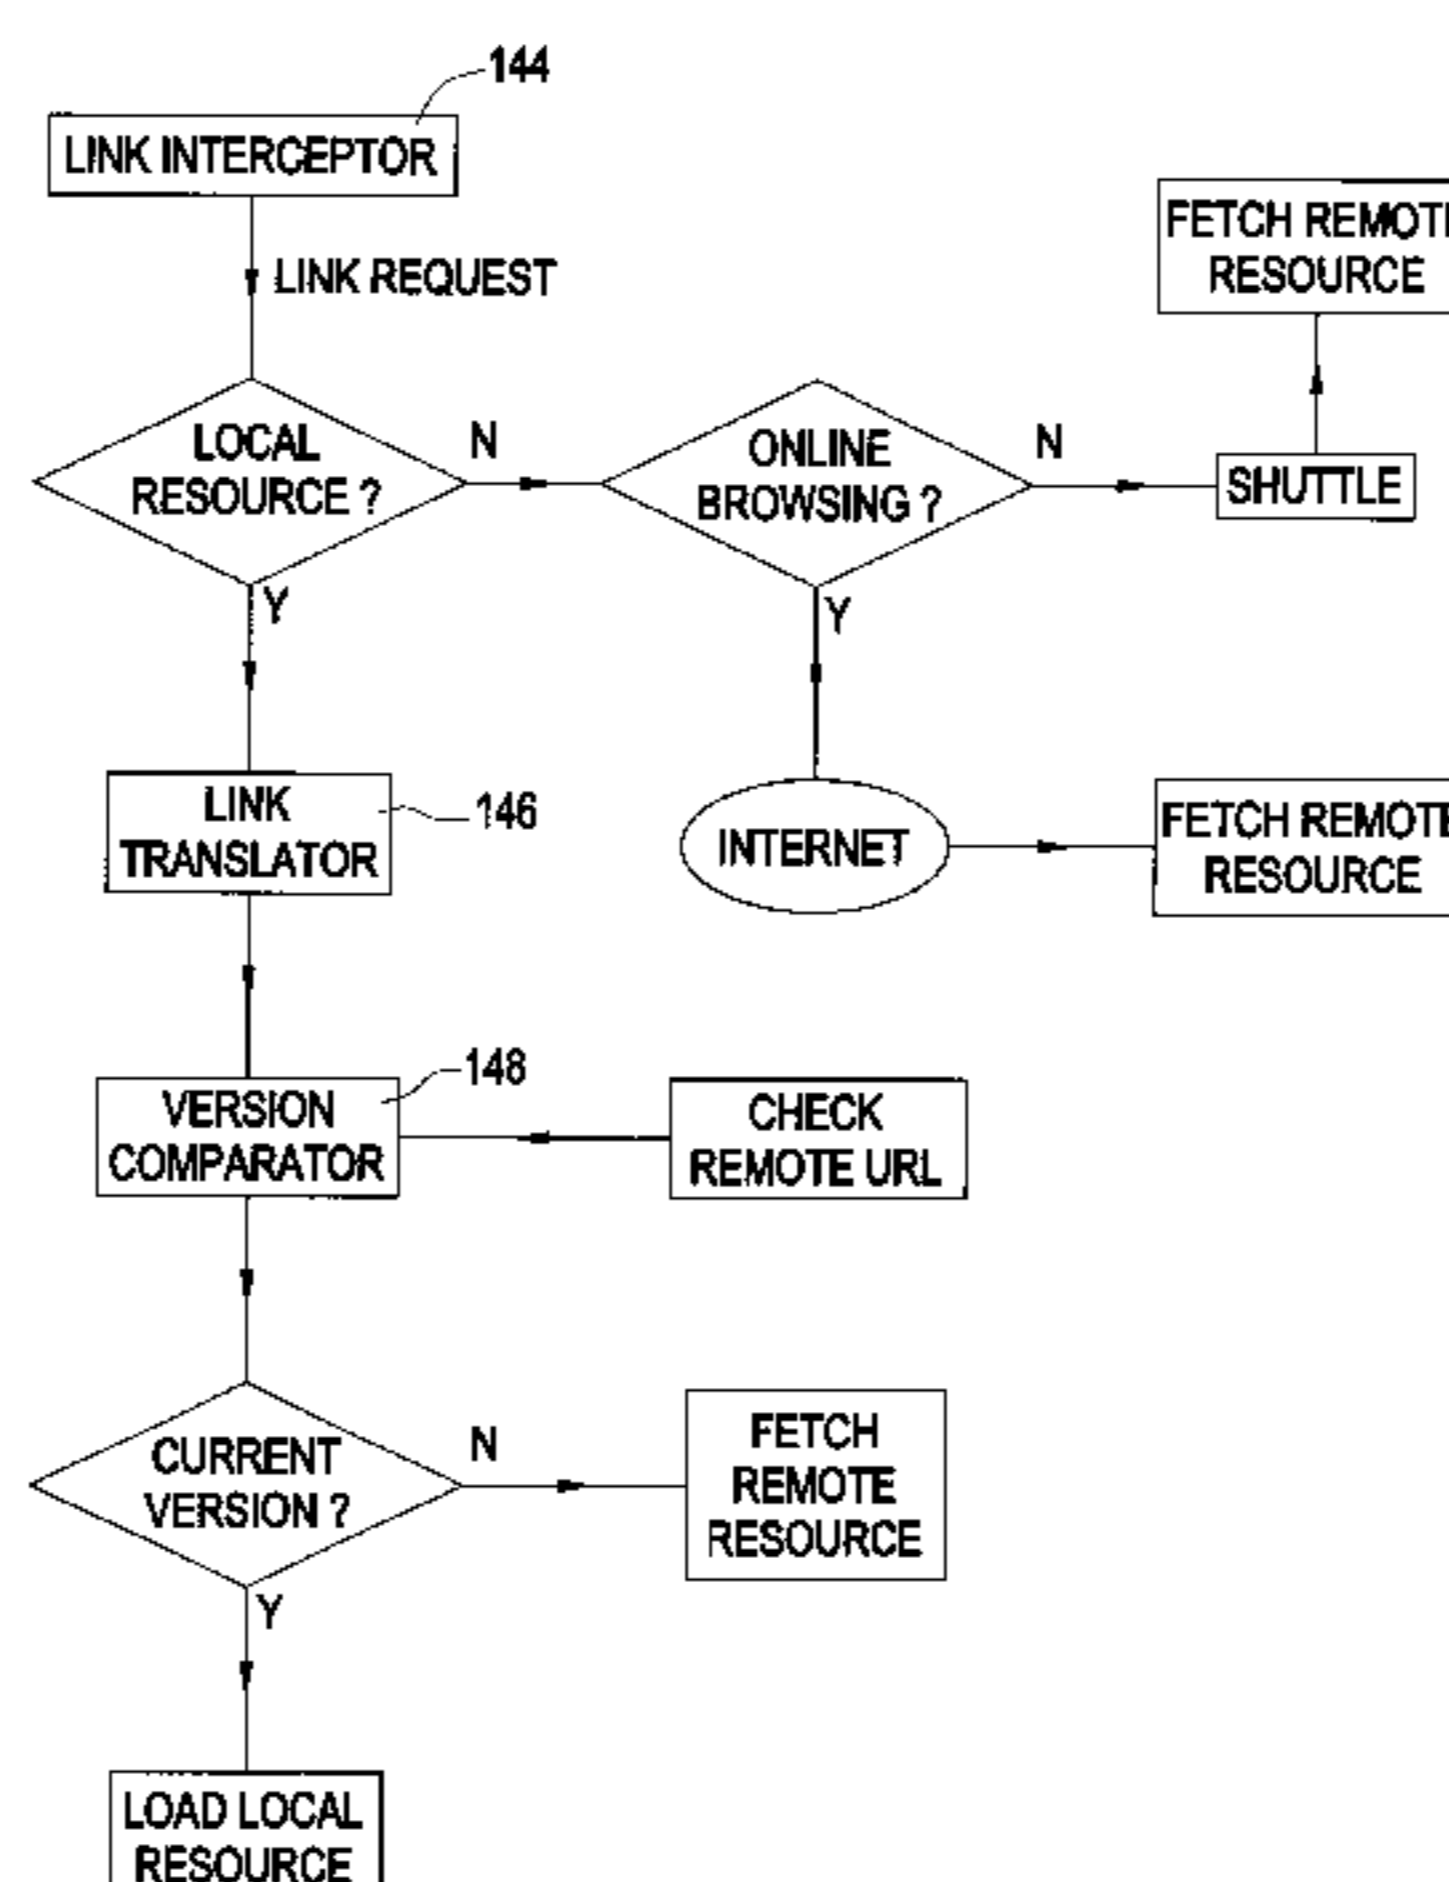 144
LINK INTERCEPTOR
LINK REQUEST
FETCH REMOTE
RESOURCE
LOCAL
RESOURCE ?
N
ONLINE
BROWSING ?
N
SHUTTLE
Y
Y
LINK
TRANSLATOR
146
INTERNET
FETCH REMOTE
RESOURCE
VERSION
COMPARATOR
148
CHECK
REMOTE URL
CURRENT
VERSION ?
N
FETCH
REMOTE
RESOURCE
Y
LOAD LOCAL
RESOURCE